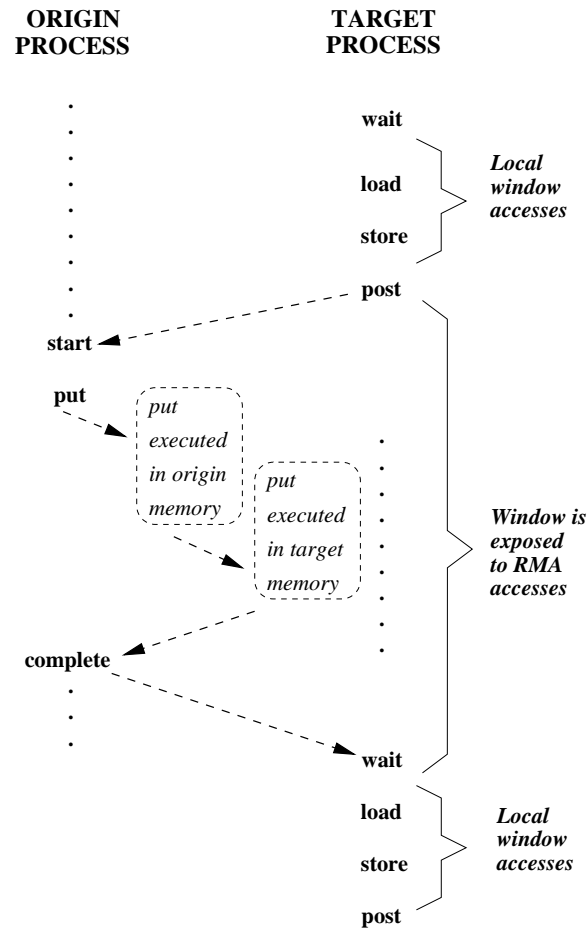 ORIGIN
PROCESS
TARGET
PROCESS
wait
load
store
Local
window
accesses
post
start
put
put
executed
in origin
memory
put
executed
in target
memory
Window is
exposed
to RMA
accesses
complete
wait
load
store
post
Local
window
accesses